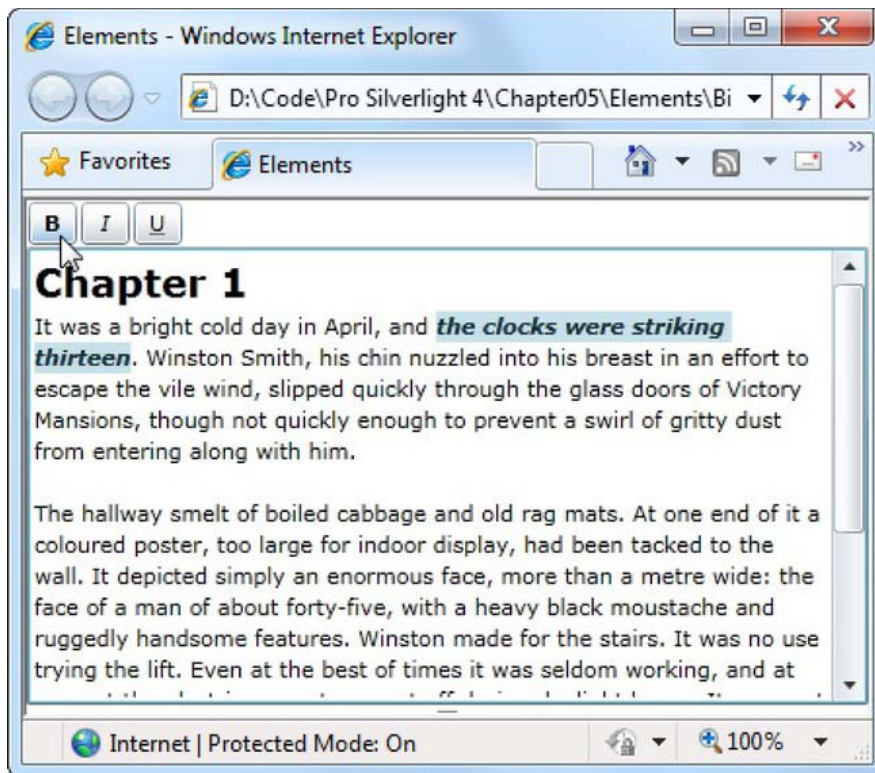 Elements - Windows Internet Explorer
D:\Code\Pro Silverlight 4\Chapter05\Elements\Bi
Favorites
Elements
B I U
Chapter 1
It was a bright cold day in April, and the clocks were striking
thirteen. Winston Smith, his chin nuzzled into his breast in an effort to
escape the vile wind, slipped quickly through the glass doors of Victory
Mansions, though not quickly enough to prevent a swirl of gritty dust
from entering along with him.
The hallway smelt of boiled cabbage and old rag mats. At one end of it a
coloured poster, too large for indoor display, had been tacked to the
wall. It depicted simply an enormous face, more than a metre wide: the
face of a man of about forty-five, with a heavy black moustache and
ruggedly handsome features. Winston made for the stairs. It was no use
trying the lift. Even at the best of times it was seldom working, and at
Internet | Protected Mode: On
100%